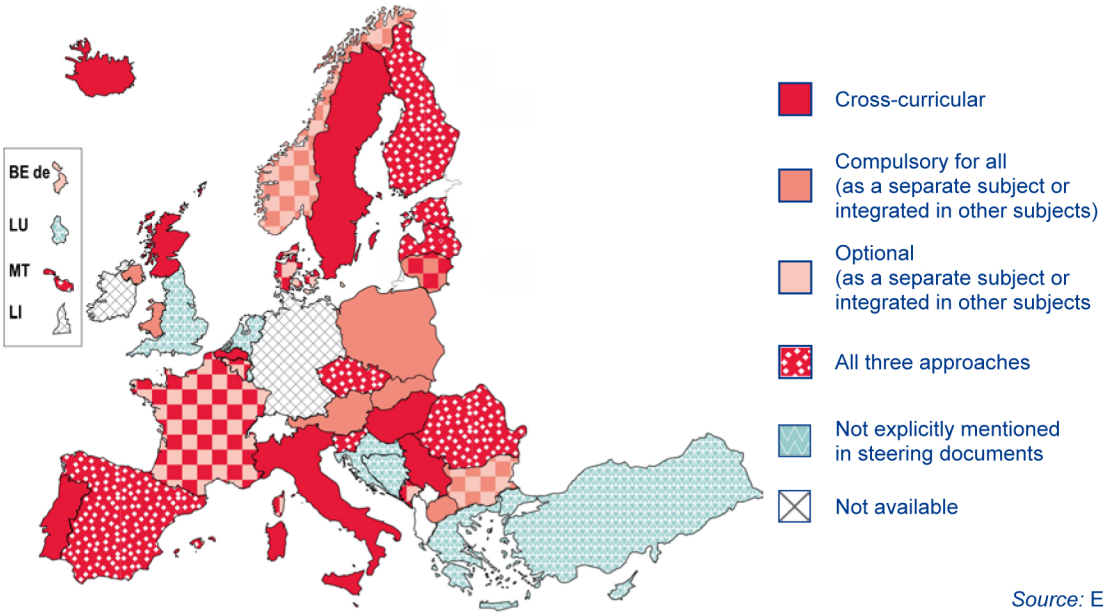 BE de
LU
MT
LI
Cross-curricular
Compulsory for all
(as a separate subject or
integrated in other subjects)
Optional
(as a separate subject or
integrated in other subjects
All three approaches
Not explicitly mentioned
in steering documents
Not available
Source: E